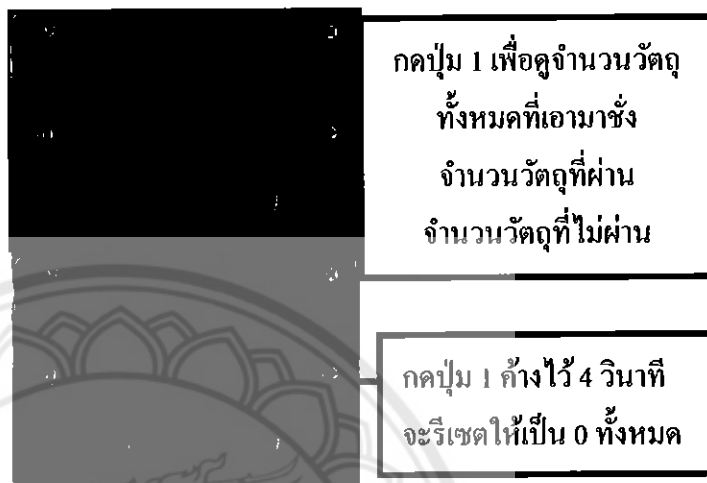 กดปุ่ม 1 เพื่อดูจำนวนวัตถุ
ทั้งหมดที่เอามาชั่ง
จำนวนวัตถุที่ผ่าน
จำนวนวัตถุที่ไม่ผ่าน
กดปุ่ม 1 ค้างไว้ 4 วินาที
จะรีเซตให้เป็น 0 ทั้งหมด